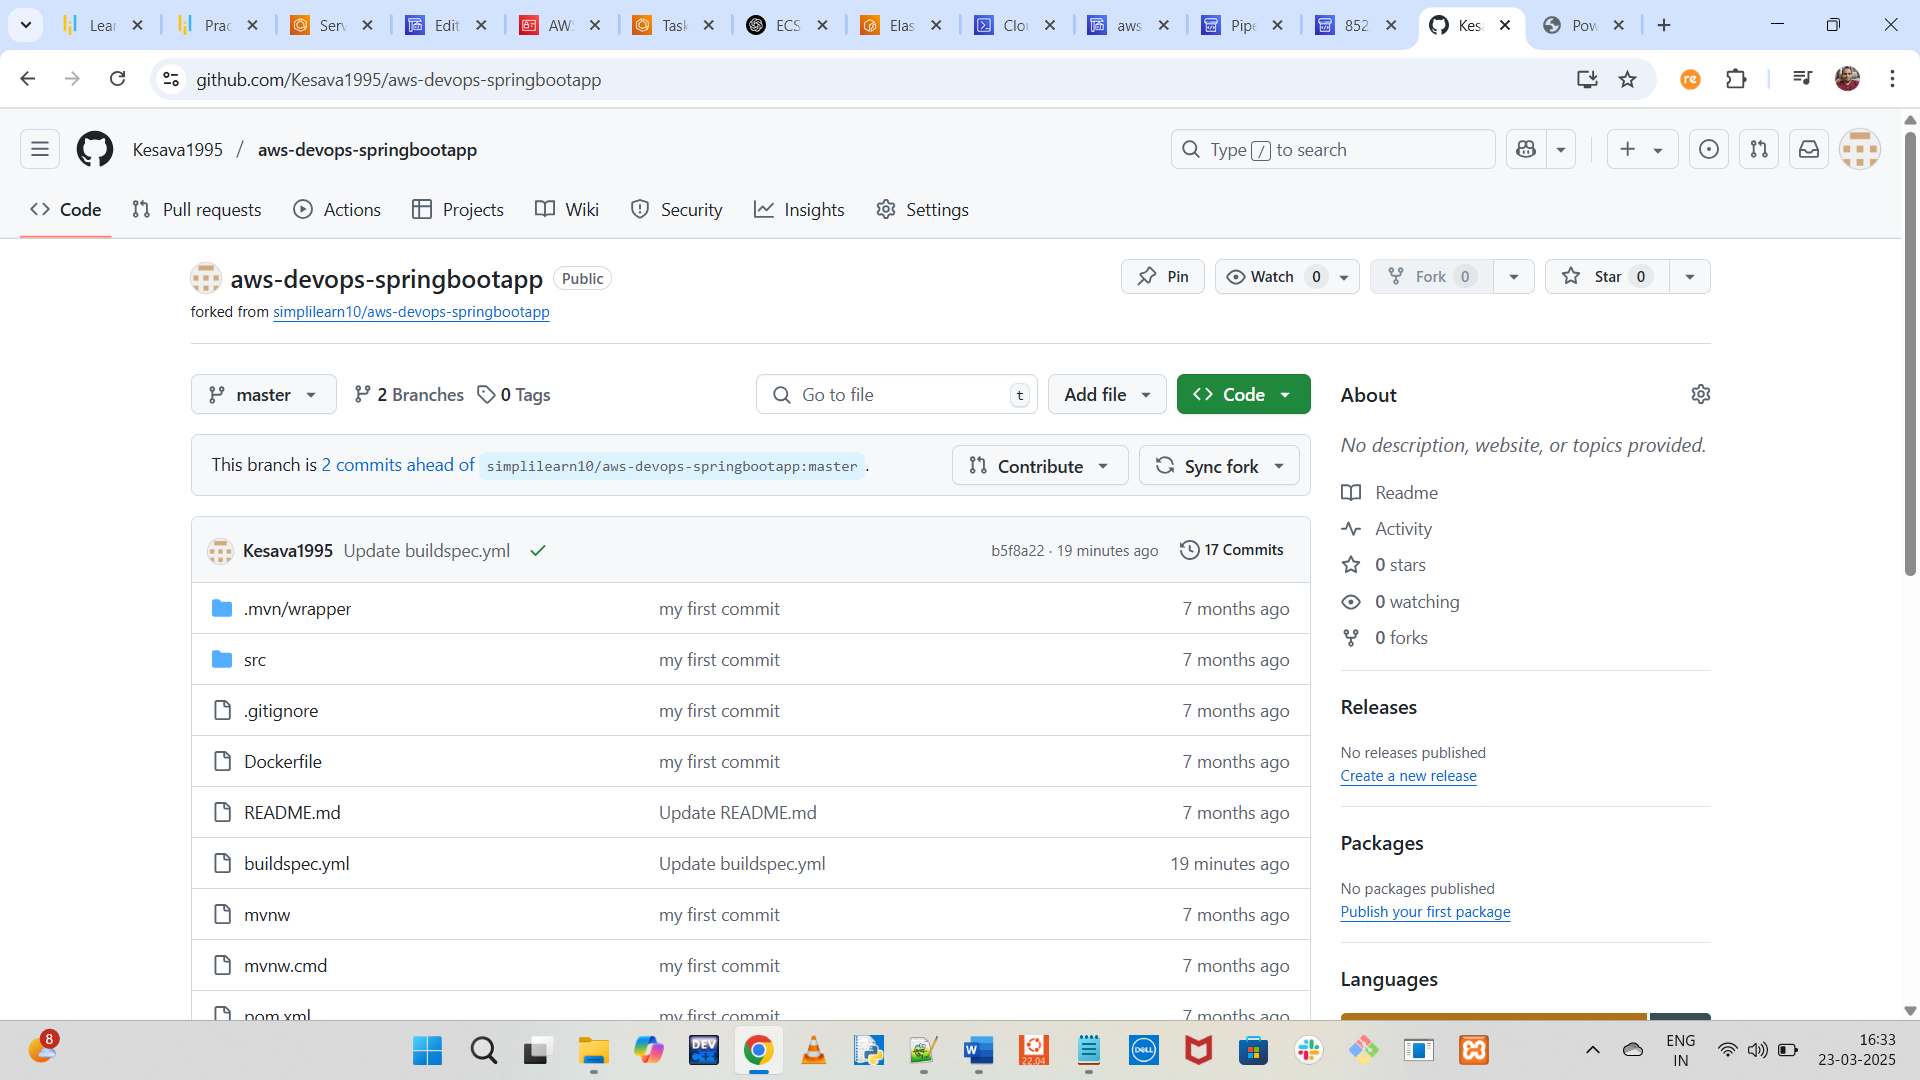 Lear
Prac
Serv
Edit
AW
Task
ECS
Elas
Clou
aws
Pipe
852
Kesa
Pow
github.com/Kesava1995/aws-devops-springbootapp
re
Kesava1995 / aws-devops-springbootapp
Type / to search
Code
Pull requests
Actions
Projects
Wiki
Security
Insights
Settings
aws-devops-springbootapp Public
Pin
Watch 0
Fork 0
Star 0
forked from simplilearn10/aws-devops-springbootapp
master
2 Branches
0 Tags
Go to file t
Add file
Code
This branch is 2 commits ahead of simplilearn10/aws-devops-springbootapp:master .
Contribute
Sync fork
Kesava1995 Update buildspec.yml b5f8a22 · 19 minutes ago 17 Commits
.mvn/wrapper my first commit 7 months ago
src my first commit 7 months ago
.gitignore my first commit 7 months ago
Dockerfile my first commit 7 months ago
README.md Update README.md 7 months ago
buildspec.yml Update buildspec.yml 19 minutes ago
mvnw my first commit 7 months ago
mvnw.cmd my first commit 7 months ago
pom.xml my first commit 7 months ago
About
No description, website, or topics provided.
Readme
Activity
0 stars
0 watching
0 forks
Releases
No releases published
Create a new release
Packages
No packages published
Publish your first package
Languages
8
DEV C++
22.04
DELL
ENG
IN
16:33
23-03-2025